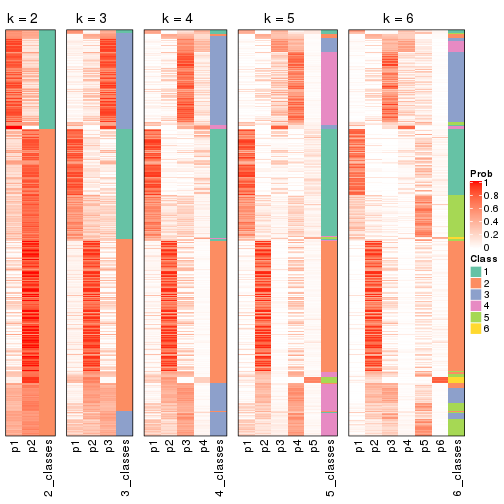 k = 2
k = 3
k = 4
k = 5
k = 6
p1
p2
2_classes
p1
p2
p3
3_classes
p1
p2
p3
p4
4_classes
p1
p2
p3
p4
p5
5_classes
p1
p2
p3
p4
p5
p6
6_classes
Prob
1
0.8
0.6
0.4
0.2
0
Class
1
2
3
4
5
6